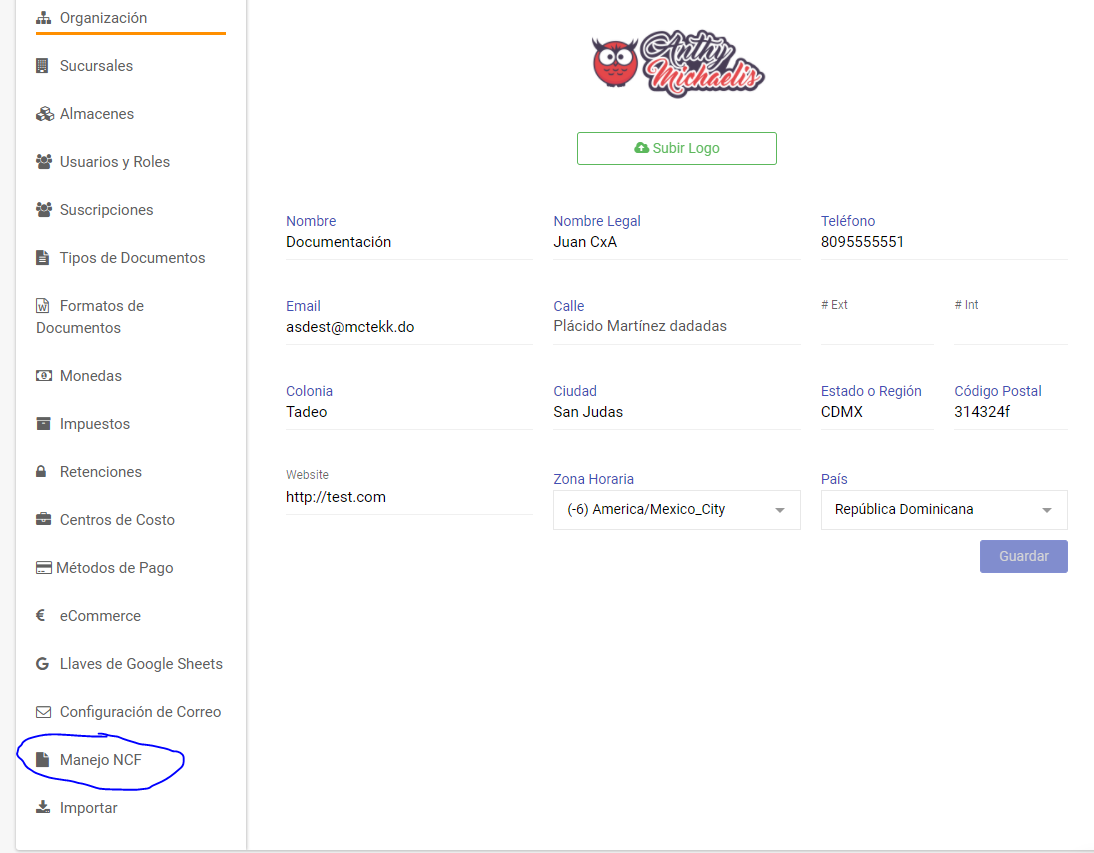 Organización
Sucursales
Almacenes
Usuarios y Roles
Suscripciones
Tipos de Documentos
Formatos de
Documentos
Monedas
Impuestos
Retenciones
Centros de Costo
Métodos de Pago
eCommerce
Llaves de Google Sheets
Configuración de Correo
Manejo NCF
Importar
Anthy
Michaelis
Subir Logo
Nombre
Documentación
Nombre Legal
Juan CxA
Teléfono
8095555551
Email
asdest@mctekk.do
Calle
Plácido Martínez dadadas
# Ext
# Int
Colonia
Tadeo
Ciudad
San Judas
Estado o Región
CDMX
Código Postal
314324f
Website
http://test.com
Zona Horaria
(-6) America/Mexico_City
País
República Dominicana
Guardar